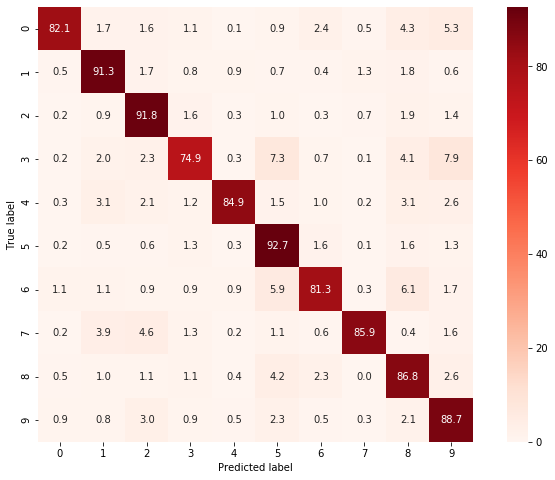 0 82.1 1.7 1.6 1.1 0.1 0.9 2.4 0.5 4.3 5.3
1 0.5 91.3 1.7 0.8 0.9 0.7 0.4 1.3 1.8 0.6
2 0.2 0.9 91.8 1.6 0.3 1.0 0.3 0.7 1.9 1.4
3 0.2 2.0 2.3 74.9 0.3 7.3 0.7 0.1 4.1 7.9
4 0.3 3.1 2.1 1.2 84.9 1.5 1.0 0.2 3.1 2.6
5 0.2 0.5 0.6 1.3 0.3 92.7 1.6 0.1 1.6 1.3
6 1.1 1.1 0.9 0.9 0.9 5.9 81.3 0.3 6.1 1.7
7 0.2 3.9 4.6 1.3 0.2 1.1 0.6 85.9 0.4 1.6
8 0.5 1.0 1.1 1.1 0.4 4.2 2.3 0.0 86.8 2.6
9 0.9 0.8 3.0 0.9 0.5 2.3 0.5 0.3 2.1 88.7
0 1 2 3 4 5 6 7 8 9
Predicted label
True label
80
60
40
20
0